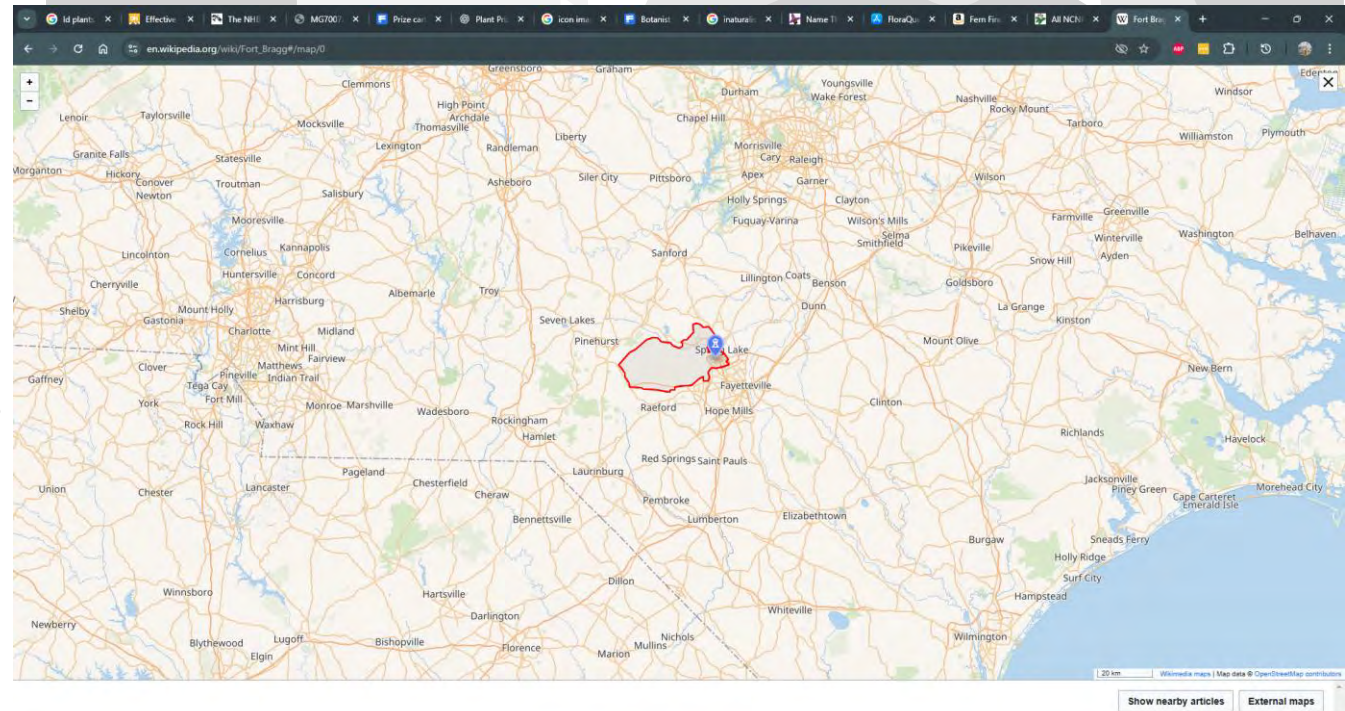 Id plants
Effective
The NHE
MG7007
Prize car
Plant Pri
icon ima
Botanist
inaturali
Name Th
FloraQu
Fern Fin
All NCNP
Fort Brag
en.wikipedia.org/wiki/Fort_Bragg#/map/0
ABP
+
-
Greensboro
Graham
Clemmons
Durham
Youngsville
Wake Forest
Nashville
Rocky Mount
Windsor
Edenton
Lenoir
Taylorsville
Mocksville
High Point
Archdale
Thomasville
Chapel Hill
Tarboro
Williamston
Plymouth
Granite Falls
Statesville
Lexington
Randleman
Liberty
Morrisville
Cary
Raleigh
Morganton
Hickory
Conover
Newton
Troutman
Salisbury
Asheboro
Siler City
Pittsboro
Apex
Garner
Wilson
Holly Springs
Clayton
Mooresville
Fuquay-Varina
Wilson's Mills
Selma
Smithfield
Farmville
Greenville
Winterville
Washington
Belhaven
Lincolnton
Cornelius
Kannapolis
Sanford
Pikeville
Snow Hill
Ayden
Cherryville
Huntersville
Concord
Albemarle
Troy
Lillington
Coats
Benson
Goldsboro
Shelby
Mount Holly
Gastonia
Harrisburg
Seven Lakes
Dunn
La Grange
Kinston
Charlotte
Midland
Mint Hill
Pinehurst
Spring Lake
Mount Olive
Gaffney
Clover
Matthews
Fairview
Pineville
Indian Trail
Tega Cay
Fort Mill
Fayetteville
New Bern
York
Monroe
Marshville
Wadesboro
Raeford
Hope Mills
Clinton
Rock Hill
Waxhaw
Rockingham
Hamlet
Richlands
Havelock
Union
Chester
Lancaster
Pageland
Chesterfield
Cheraw
Laurinburg
Red Springs
Saint Pauls
Jacksonville
Piney Green
Cape Carteret
Emerald Isle
Morehead City
Pembroke
Bennettsville
Lumberton
Elizabethtown
Burgaw
Sneads Ferry
Holly Ridge
Surf City
Winnsboro
Hartsville
Dillon
Hampstead
Newberry
Darlington
Whiteville
Blythewood
Lugoff
Elgin
Bishopville
Florence
Marion
Mullins
Nichols
Wilmington
20 km
Wikimedia maps | Map data © OpenStreetMap contributors
Show nearby articles
External maps